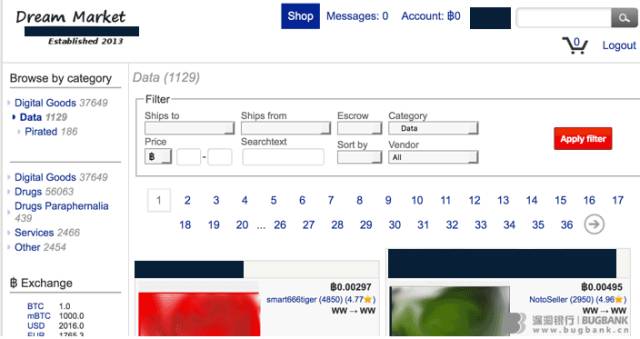 Dream Market
Established 2013
Shop
Messages: 0
Account: ฿0
0
Logout
Browse by category
Digital Goods 37649
Data 1129
Pirated 186
Digital Goods 37649
Drugs 56063
Drugs Paraphernalia
439
Services 2466
Other 2454
฿ Exchange
BTC 1.0
mBTC 1000.0
USD 2016.0
EUR 1765.3
Data (1129)
Filter
Ships to
Ships from
Escrow
Category
Data
Price
฿
-
Searchtext
Sort by
Vendor
All
Apply filter
1 2 3 4 5 6 7 8 9 10 11 12 13 14 15 16 17
18 19 20 ... 26 27 28 29 30 31 32 33 34 35 36
฿0.00297
smart666tiger (4850) (4.77⭐)
WW → WW
฿0.00495
NotoSeller (2950) (4.96⭐)
WW → WW
漏洞银行 | BUGBANK
www.bugbank.cn